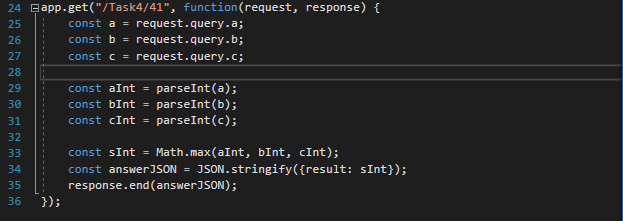 24 app.get("/Task4/41", function(request, response) {
25     const a = request.query.a;
26     const b = request.query.b;
27     const c = request.query.c;
28
29     const aInt = parseInt(a);
30     const bInt = parseInt(b);
31     const cInt = parseInt(c);
32
33     const sInt = Math.max(aInt, bInt, cInt);
34     const answerJSON = JSON.stringify({result: sInt});
35     response.end(answerJSON);
36 });